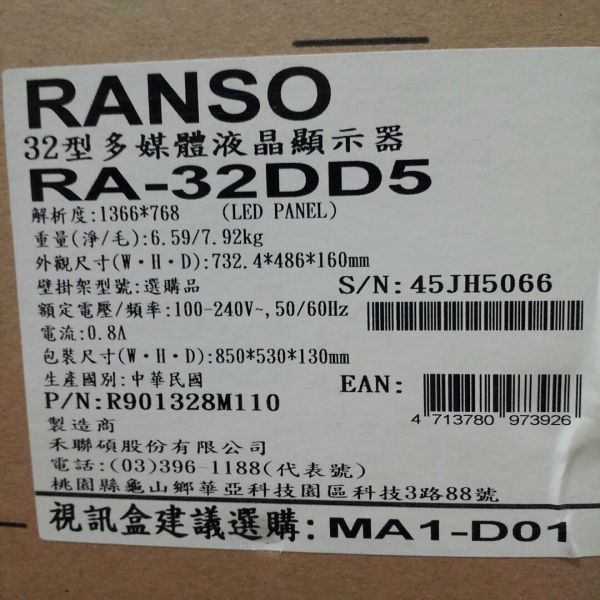 RANSO
32型多媒體液晶顯示器
RA-32DD5
解析度:1366*768 (LED PANEL)
重量(淨/毛):6.59/7.92kg
外觀尺寸(W・H・D):732.4*486*160mm
壁掛架型號:選購品
S/N: 45JH5066
額定電壓/頻率:100-240V~,50/60Hz
電流:0.8A
包裝尺寸(W・H・D):850*530*130mm
生產國別:中華民國
EAN:
P/N:R901328M110
4 713780 973926
製造商
禾聯碩股份有限公司
電話:(03)396-1188(代表號)
桃園縣龜山鄉華亞科技園區科技3路88號
視訊盒建議選購: MA1-D01